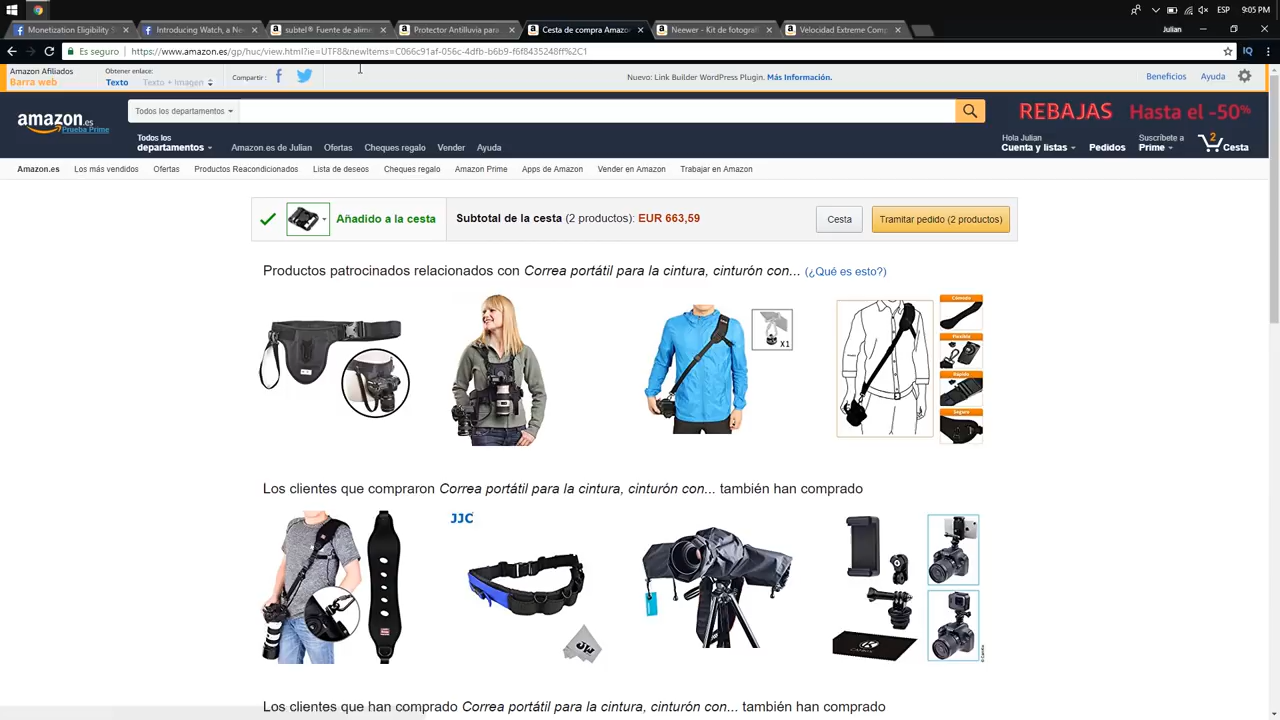 Monetization Eligibility S
Introducing Watch, a Ne
subtel® Fuente de alime
Protector Antilluvia para
Cesta de compra Amazon
Neewer - Kit de fotograf
Velocidad Extreme Comp
Julian
ESP
9:05 PM
Es seguro
https://www.amazon.es/gp/huc/view.html?ie=UTF8&newItems=C066c91af-056c-4dfb-b6b9-f6f8435248ff%2C1
IQ
Amazon Afiliados
Barra web
Obtener enlace:
Texto
Texto + Imagen
Compartir :
Nuevo: Link Builder WordPress Plugin. Más Información.
Beneficios
Ayuda
amazon.es
Prueba Prime
Todos los departamentos
REBAJAS Hasta el -50%
Todos los
departamentos
Amazon.es de Julian
Ofertas
Cheques regalo
Vender
Ayuda
Hola Julian
Cuenta y listas
Pedidos
Suscríbete a
Prime
2
Cesta
Amazon.es
Los más vendidos
Ofertas
Productos Reacondicionados
Lista de deseos
Cheques regalo
Amazon Prime
Apps de Amazon
Vender en Amazon
Trabajar en Amazon
Añadido a la cesta
Subtotal de la cesta (2 productos): EUR 663,59
Cesta
Tramitar pedido (2 productos)
Productos patrocinados relacionados con Correa portátil para la cintura, cinturón con... (¿Qué es esto?)
X1
Cómodo
Flexible
Rápido
Seguro
Los clientes que compraron Correa portátil para la cintura, cinturón con... también han comprado
JJC
Los clientes que han comprado Correa portátil para la cintura, cinturón con... también han comprado